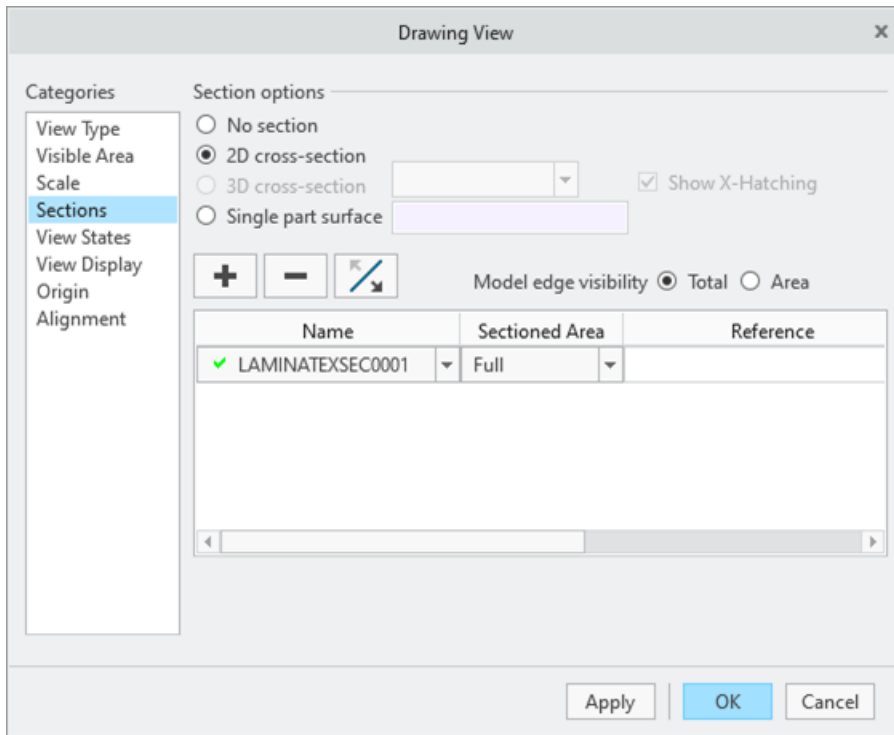 Drawing View
Categories
View Type
Visible Area
Scale
Sections
View States
View Display
Origin
Alignment
Section options
No section
2D cross-section
3D cross-section
Show X-Hatching
Single part surface
Model edge visibility Total Area
Name Sectioned Area Reference
LAMINATEXSEC0001 Full
Apply OK Cancel